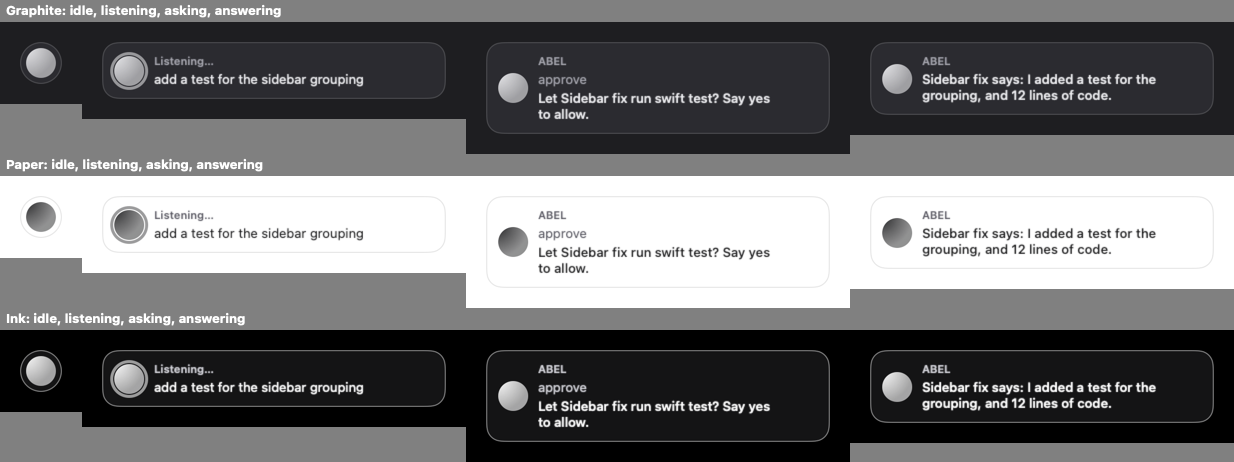 Graphite: idle, listening, asking, answering
Listening...
add a test for the sidebar grouping
ABEL
approve
Let Sidebar fix run swift test? Say yes
to allow.
ABEL
Sidebar fix says: I added a test for the
grouping, and 12 lines of code.
Paper: idle, listening, asking, answering
Listening...
add a test for the sidebar grouping
ABEL
approve
Let Sidebar fix run swift test? Say yes
to allow.
ABEL
Sidebar fix says: I added a test for the
grouping, and 12 lines of code.
Ink: idle, listening, asking, answering
Listening...
add a test for the sidebar grouping
ABEL
approve
Let Sidebar fix run swift test? Say yes
to allow.
ABEL
Sidebar fix says: I added a test for the
grouping, and 12 lines of code.